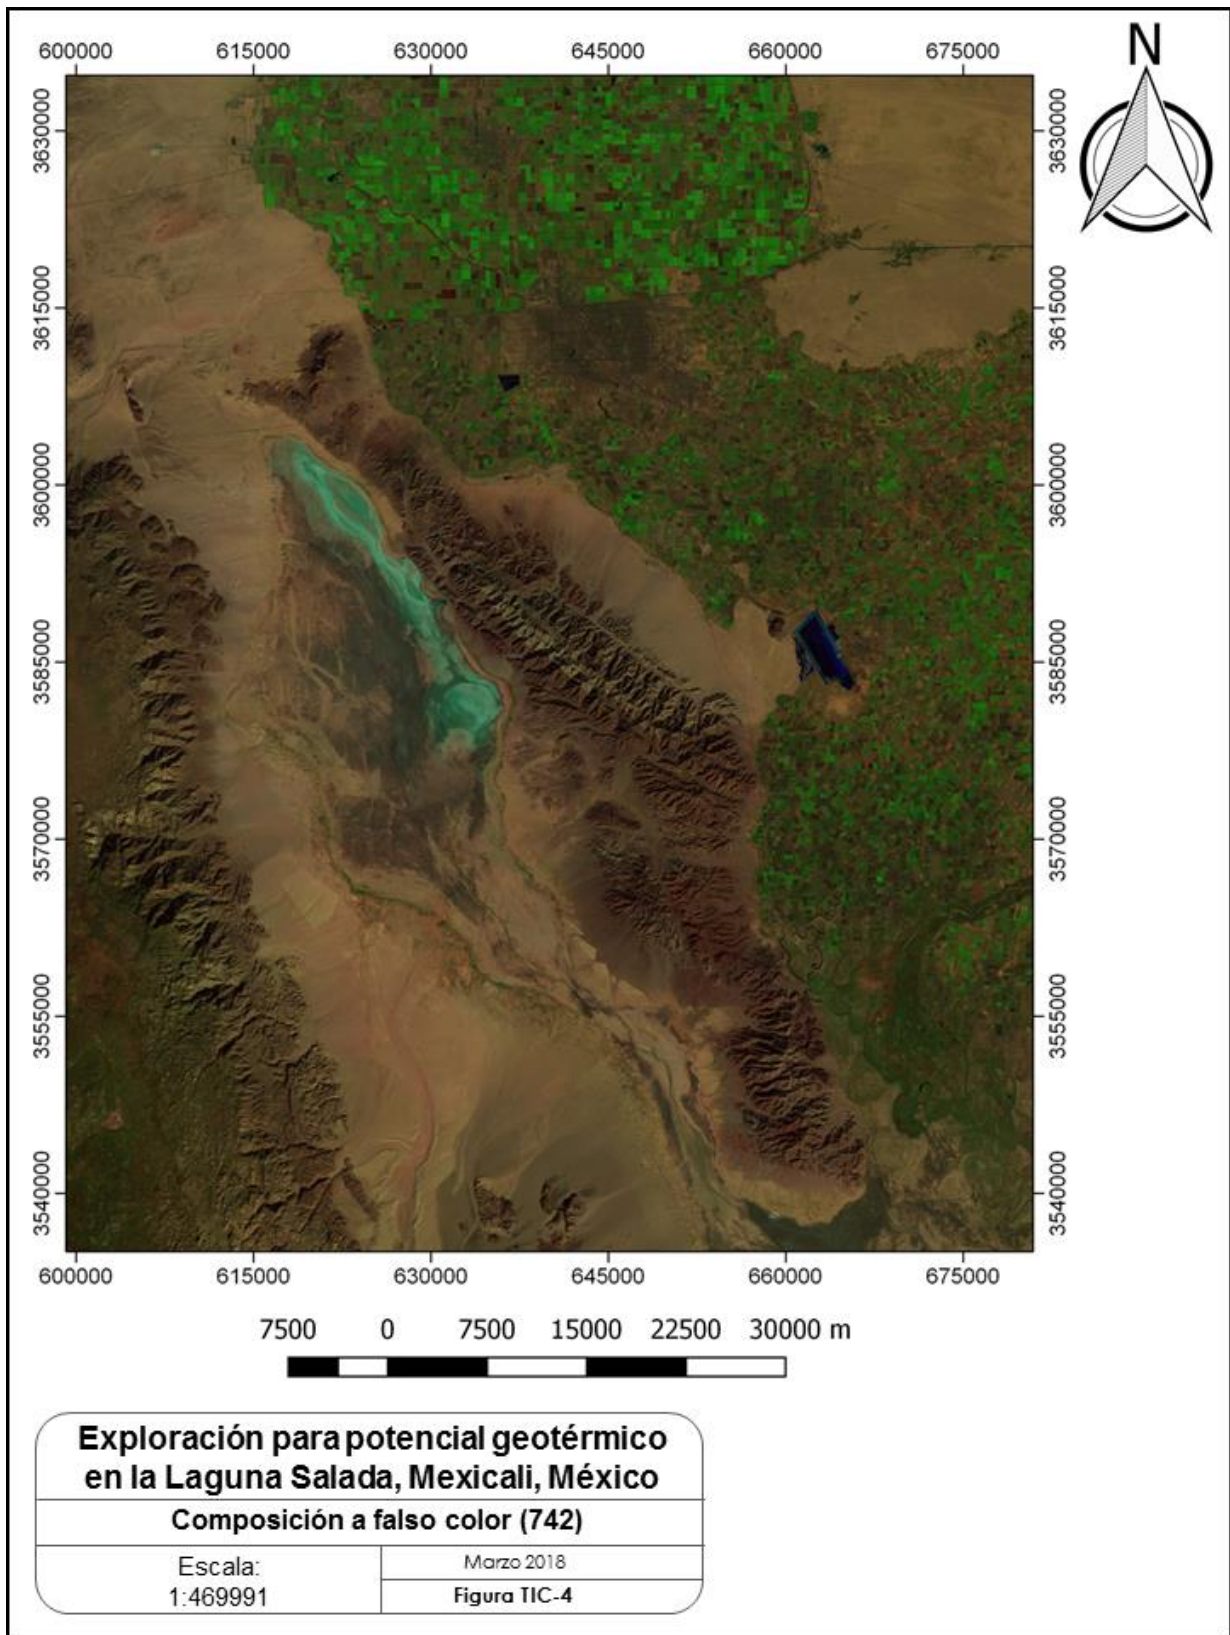 N
600000 615000 630000 645000 660000 675000
3630000 3630000
3615000 3615000
3600000 3600000
3585000 3585000
3570000 3570000
3555000 3555000
3540000 3540000
600000 615000 630000 645000 660000 675000
7500 0 7500 15000 22500 30000 m
Exploración para potencial geotérmico
en la Laguna Salada, Mexicali, México
Composición a falso color (742)
Escala:
1:469991
Marzo 2018
Figura TIC-4